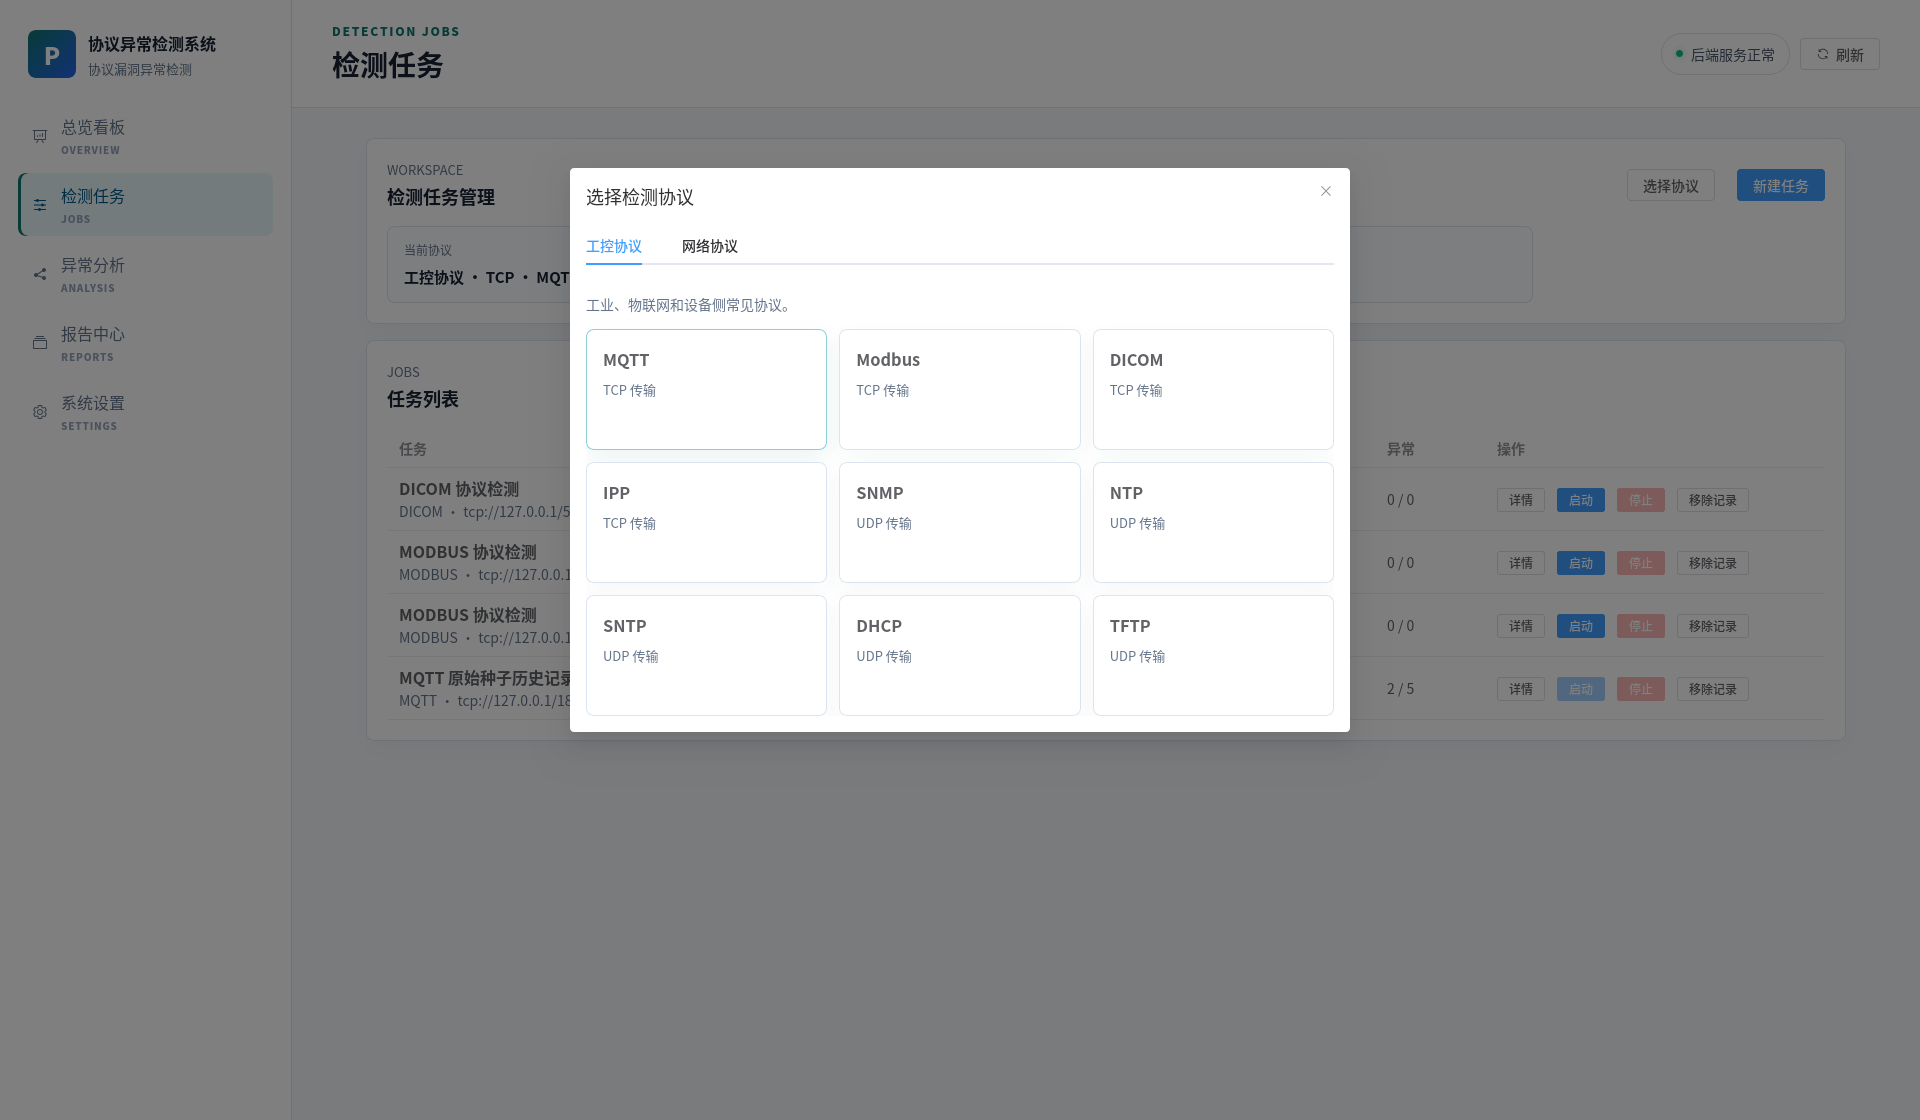 P
协议异常检测系统
协议漏洞异常检测
总览看板
OVERVIEW
检测任务
JOBS
异常分析
ANALYSIS
报告中心
REPORTS
系统设置
SETTINGS
DETECTION JOBS
检测任务
后端服务正常
刷新
WORKSPACE
检测任务管理
选择协议
新建任务
当前协议
工控协议 • TCP • MQT
JOBS
任务列表
任务
异常
操作
DICOM 协议检测
DICOM • tcp://127.0.0.1/5
0 / 0
详情
启动
停止
移除记录
MODBUS 协议检测
MODBUS • tcp://127.0.0.1
0 / 0
详情
启动
停止
移除记录
MODBUS 协议检测
MODBUS • tcp://127.0.0.1
0 / 0
详情
启动
停止
移除记录
MQTT 原始种子历史记录
MQTT • tcp://127.0.0.1/18
2 / 5
详情
启动
停止
移除记录
选择检测协议
工控协议
网络协议
工业、物联网和设备侧常见协议。
MQTT
TCP 传输
Modbus
TCP 传输
DICOM
TCP 传输
IPP
TCP 传输
SNMP
UDP 传输
NTP
UDP 传输
SNTP
UDP 传输
DHCP
UDP 传输
TFTP
UDP 传输